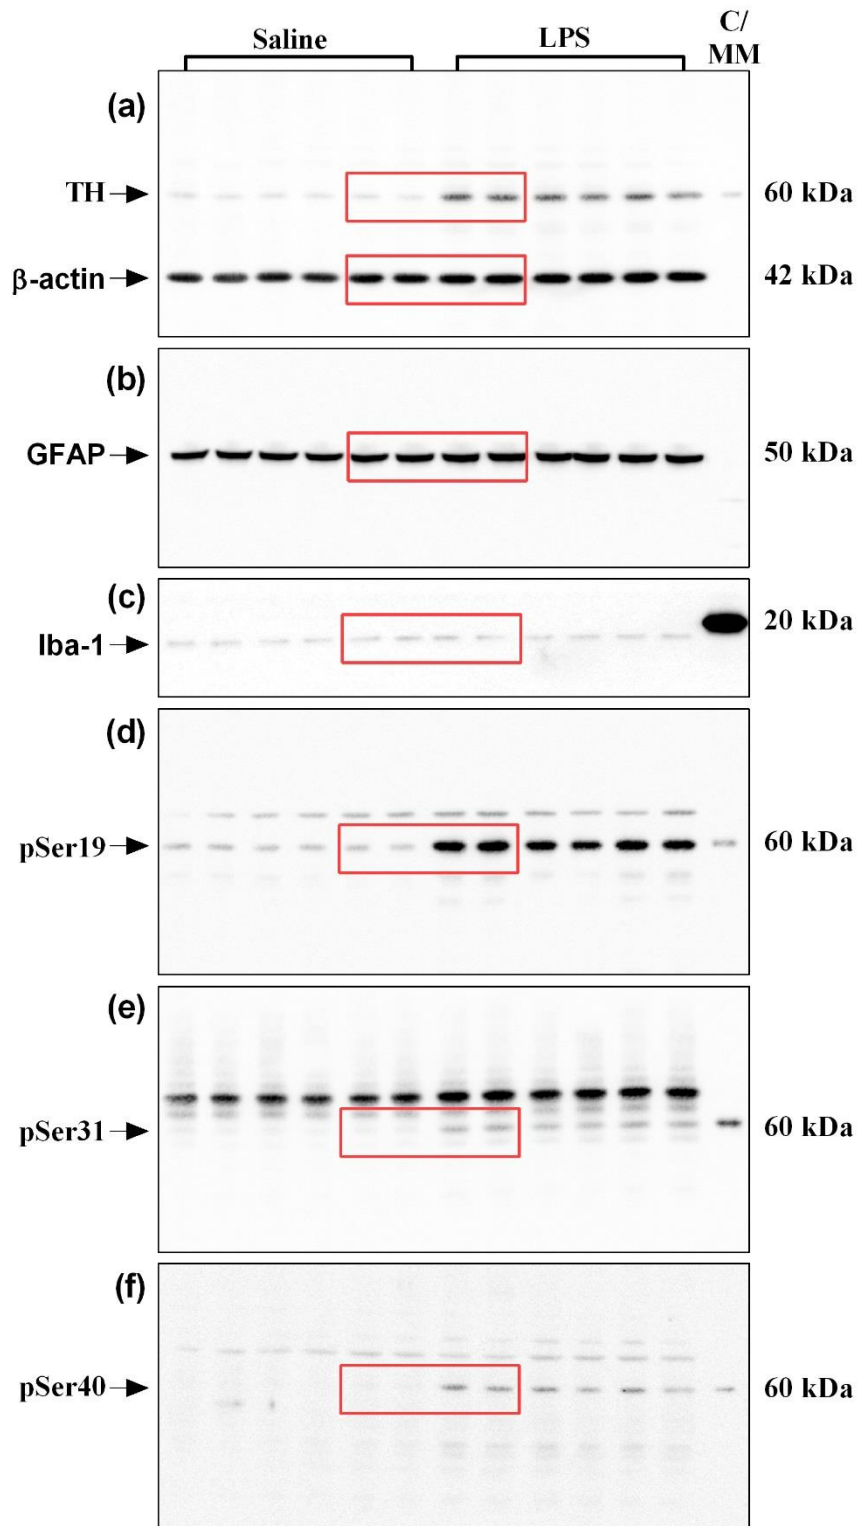 Saline LPS C/
MM
(a)
TH 60 kDa
β-actin 42 kDa
(b)
GFAP 50 kDa
(c)
20 kDa
Iba-1
(d)
pSer19 60 kDa
(e)
pSer31 60 kDa
(f)
pSer40 60 kDa